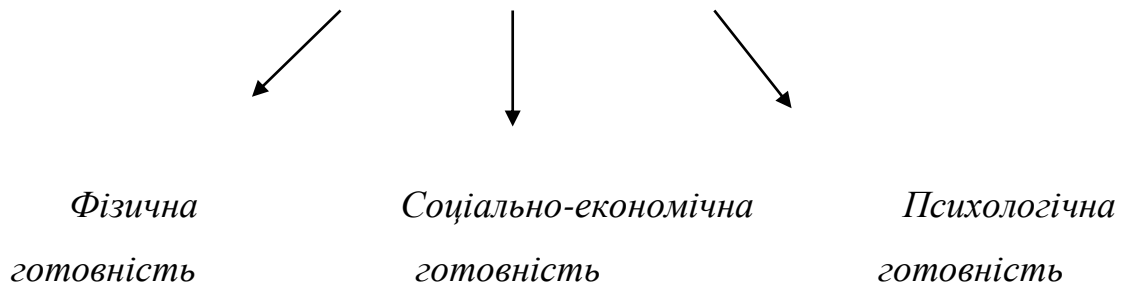 Фізична Соціально-економічна Психологічна
готовність готовність готовність